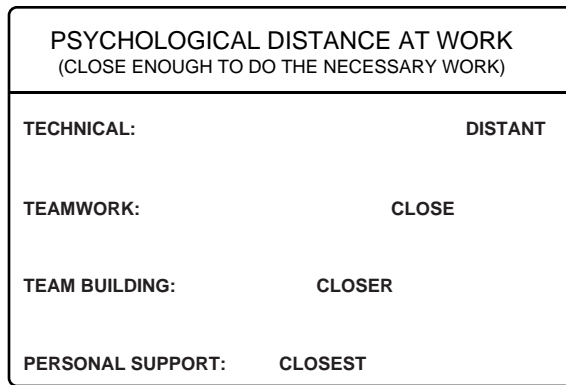 PSYCHOLOGICAL DISTANCE AT WORK
(CLOSE ENOUGH TO DO THE NECESSARY WORK)
TECHNICAL: DISTANT
TEAMWORK: CLOSE
TEAM BUILDING: CLOSER
PERSONAL SUPPORT: CLOSEST